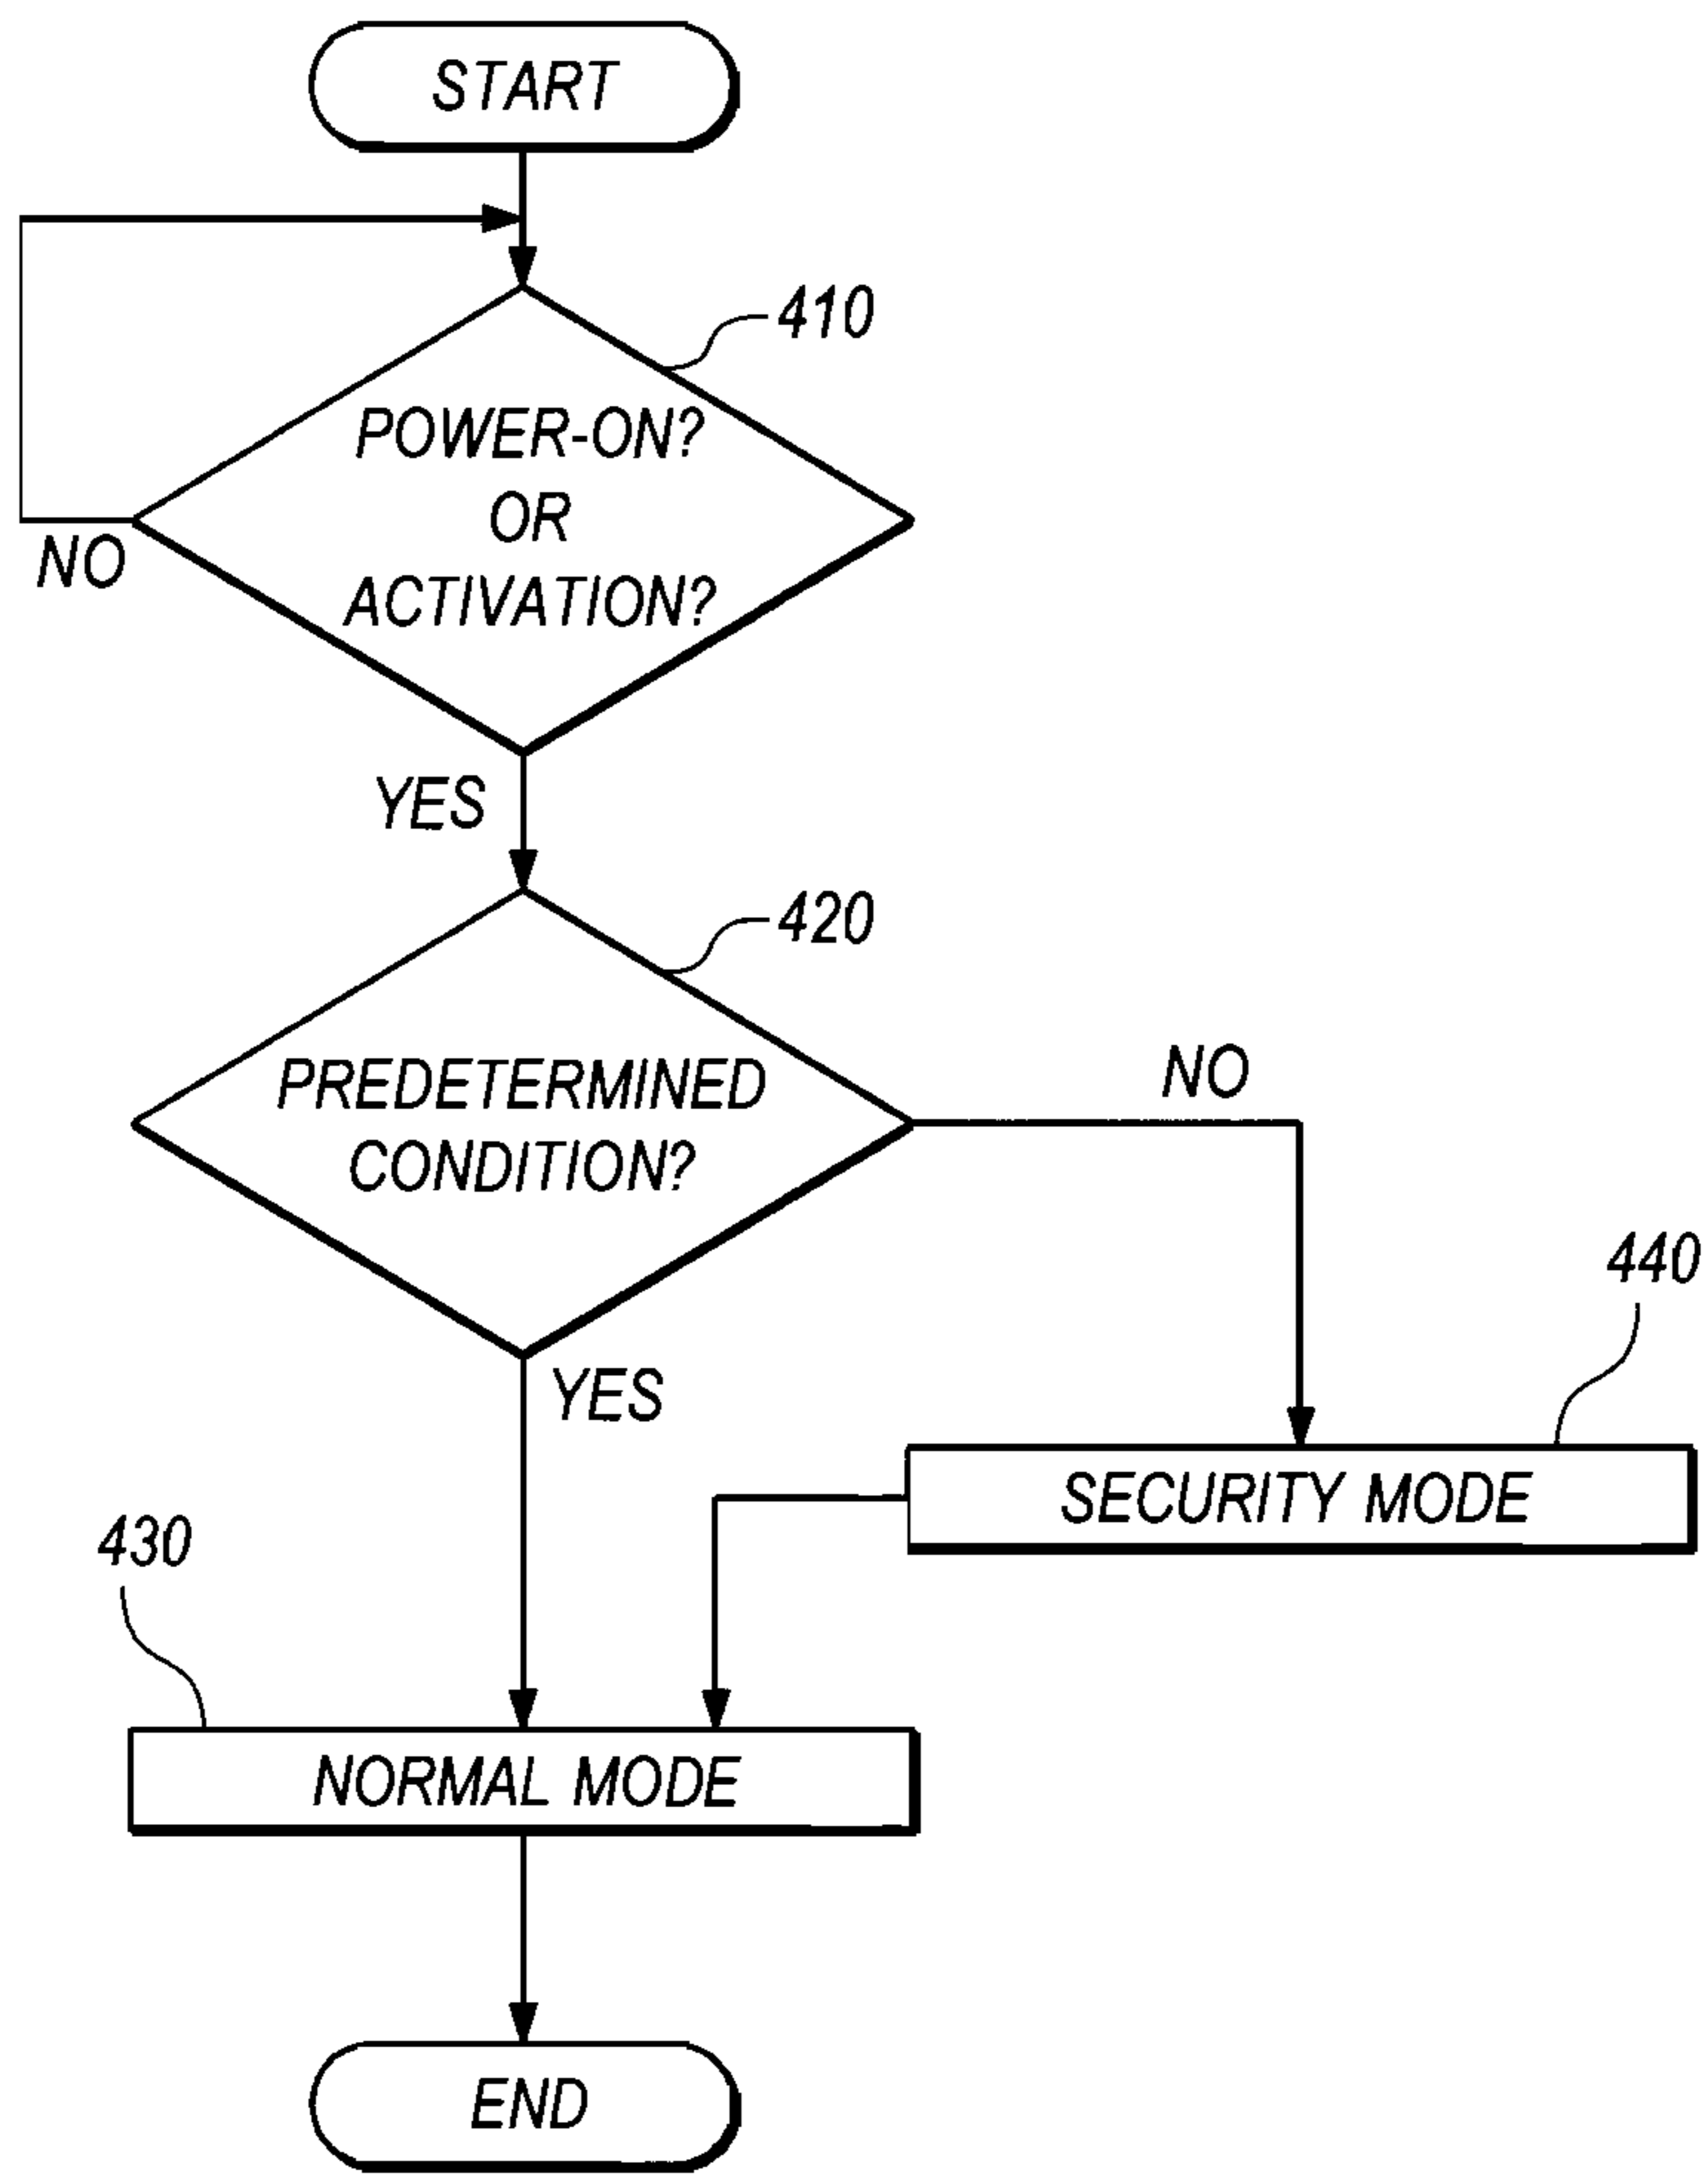 START
410
POWER-ON?
OR
ACTIVATION?
NO
YES
420
PREDETERMINED
CONDITION?
NO
YES
440
SECURITY MODE
430
NORMAL MODE
END